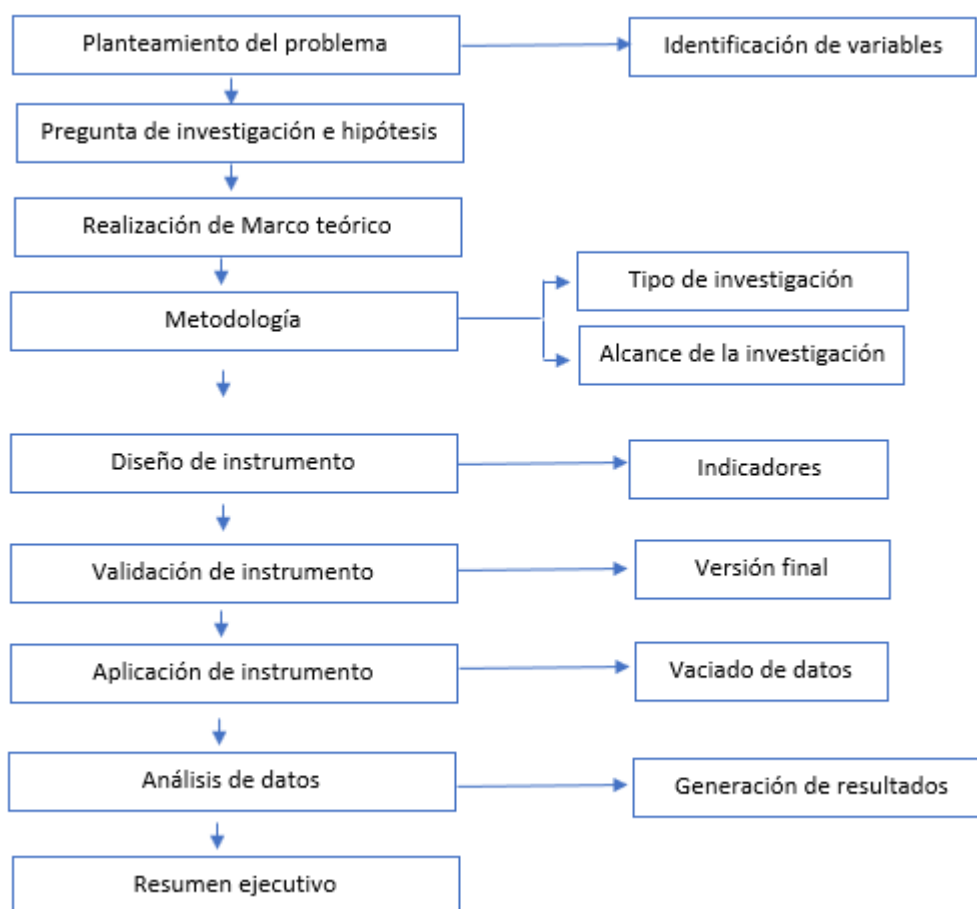 Planteamiento del problema
Identificación de variables
Pregunta de investigación e hipótesis
Realización de Marco teórico
Metodología
Tipo de investigación
Alcance de la investigación
Diseño de instrumento
Indicadores
Validación de instrumento
Versión final
Aplicación de instrumento
Vaciado de datos
Análisis de datos
Generación de resultados
Resumen ejecutivo